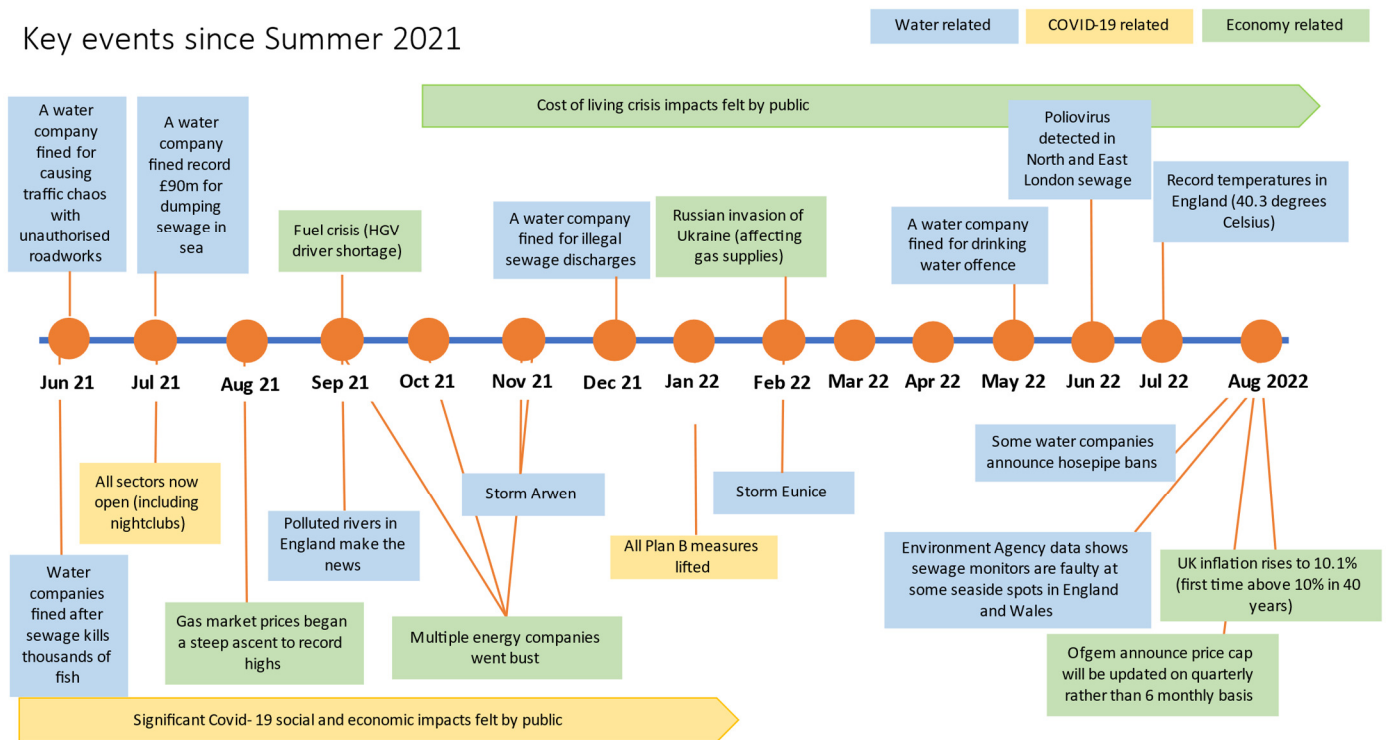 Key events since Summer 2021
Water related
COVID-19 related
Economy related
Cost of living crisis impacts felt by public
A water
company
fined for
causing
traffic chaos
with
unauthorised
roadworks
A water
company
fined record
£90m for
dumping
sewage in
sea
Fuel crisis (HGV
driver shortage)
A water company
fined for illegal
sewage discharges
Russian invasion of
Ukraine (affecting
gas supplies)
A water company
fined for drinking
water offence
Poliovirus
detected in
North and East
London sewage
Record temperatures in
England (40.3 degrees
Celsius)
Jun 21
Jul 21
Aug 21
Sep 21
Oct 21
Nov 21
Dec 21
Jan 22
Feb 22
Mar 22
Apr 22
May 22
Jun 22
Jul 22
Aug 2022
Water
companies
fined after
sewage kills
thousands of
fish
All sectors now
open (including
nightclubs)
Gas market prices began
a steep ascent to record
highs
Polluted rivers in
England make the
news
Multiple energy companies
went bust
Storm Arwen
All Plan B measures
lifted
Storm Eunice
Some water companies
announce hosepipe bans
Environment Agency data shows
sewage monitors are faulty at
some seaside spots in England
and Wales
UK inflation rises to 10.1%
(first time above 10% in 40
years)
Ofgem announce price cap
will be updated on quarterly
rather than 6 monthly basis
Significant Covid- 19 social and economic impacts felt by public